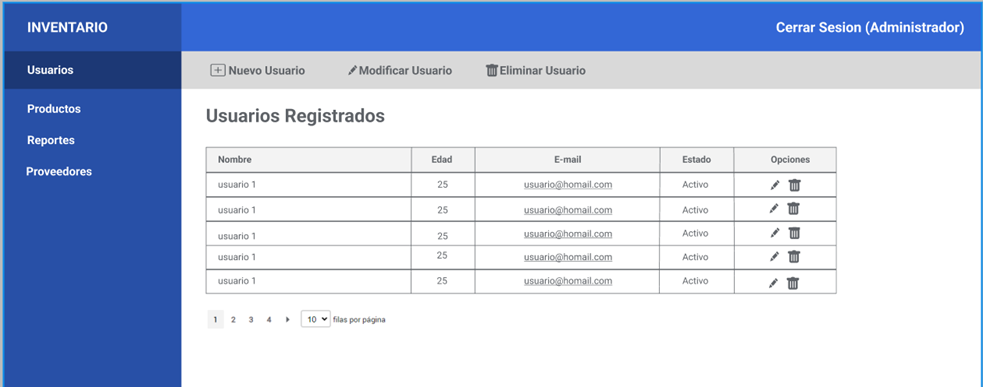 INVENTARIO
Cerrar Sesion (Administrador)
Usuarios
Productos
Reportes
Proveedores
Nuevo Usuario Modificar Usuario Eliminar Usuario
Usuarios Registrados
Nombre Edad E-mail Estado Opciones
usuario 1 25 usuario@homail.com Activo
usuario 1 25 usuario@homail.com Activo
usuario 1 25 usuario@homail.com Activo
usuario 1 25 usuario@homail.com Activo
usuario 1 25 usuario@homail.com Activo
1 2 3 4 10 filas por página